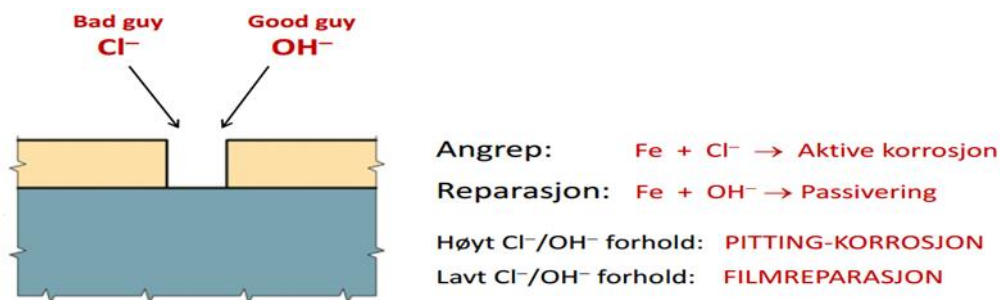 Bad guy
Cl⁻
Good guy
OH⁻
Angrep: Fe + Cl⁻ → Aktive korrosjon
Reparasjon: Fe + OH⁻ → Passivering
Høyt Cl⁻/OH⁻ forhold: PITTING-KORROSJON
Lavt Cl⁻/OH⁻ forhold: FILMREPARASJON